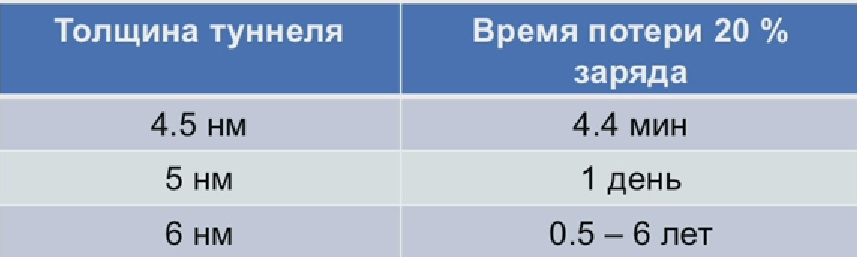 Толщина туннеля
Время потери 20 %
заряда
4.5 нм
4.4 мин
5 нм
1 день
6 нм
0.5 – 6 лет